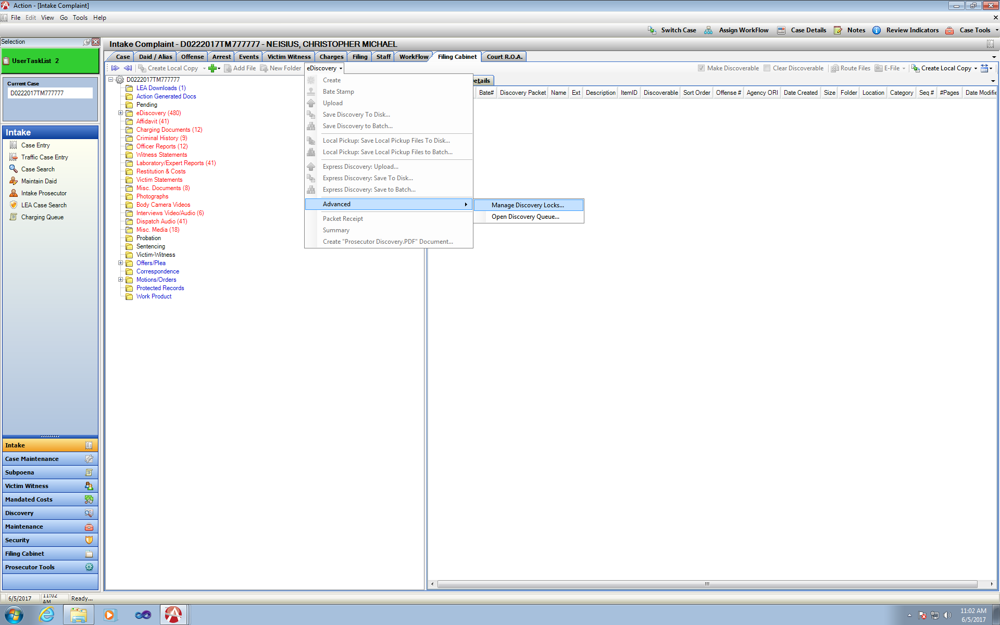 Action - [Intake Complaint]
File Edit View Go Tools Help
Switch Case Assign WorkFlow Case Details Notes Review Indicators Case Tools
Selection
UserTaskList 2
Current Case
D0222017TM777777
Intake
Case Entry
Traffic Case Entry
Case Search
Maintain Daid
Intake Prosecutor
LEA Case Search
Charging Queue
Intake
Case Maintenance
Subpoena
Victim Witness
Mandated Costs
Discovery
Maintenance
Security
Filing Cabinet
Prosecutor Tools
Intake Complaint - D0222017TM777777 - NEISIUS, CHRISTOPHER MICHAEL
Case Daid / Alias Offense Arrest Events Victim Witness Charges Filing Staff WorkFlow Filing Cabinet Court R.O.A.
Create Local Copy Add File New Folder eDiscovery Make Discoverable Clear Discoverable Route Files E-File Create Local Copy
D0222017TM777777
LEA Downloads (1)
Action Generated Docs
Pending
eDiscovery (480)
Affidavit (41)
Charging Documents (12)
Criminal History (9)
Officer Reports (12)
Witness Statements
Laboratory/Expert Reports (41)
Restitution & Costs
Victim Statements
Misc. Documents (8)
Photographs
Body Camera Videos
Interviews Video/Audio (6)
Dispatch Audio (41)
Misc. Media (18)
Probation
Sentencing
Victim-Witness
Offers/Plea
Correspondence
Motions/Orders
Protected Records
Work Product
Create
Bate Stamp
Upload
Save Discovery To Disk...
Save Discovery to Batch...
Local Pickup: Save Local Pickup Files To Disk...
Local Pickup: Save Local Pickup Files to Batch...
Express Discovery: Upload...
Express Discovery: Save To Disk...
Express Discovery: Save to Batch...
Advanced
Packet Receipt
Summary
Create "Prosecutor Discovery.PDF" Document...
Manage Discovery Locks...
Open Discovery Queue...
etails
Bate# Discovery Packet Name Ext Description ItemID Discoverable Sort Order Offense # Agency ORI Date Created Size Folder Location Category Seq # #Pages Date Modifie
6/5/2017 11:02 AM Ready...
11:02 AM
6/5/2017